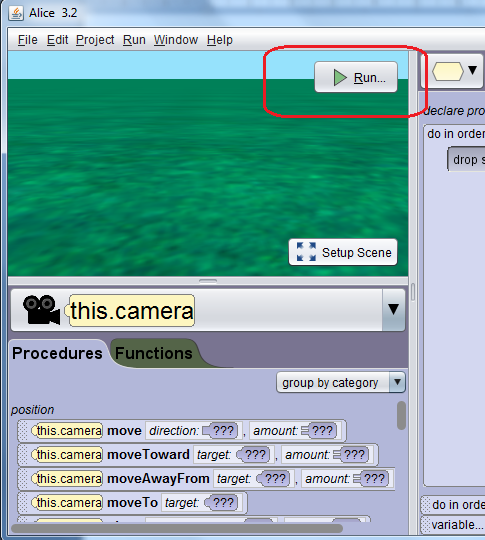 Alice 3.2
File Edit Project Run Window Help
Run...
declare pro
do in order
drop s
Setup Scene
this.camera
Procedures Functions
group by category
position
this.camera move direction: ??? , amount: ???
this.camera moveToward target: ??? , amount: ???
this.camera moveAwayFrom target: ??? , amount: ???
this.camera moveTo target: ???
do in orde
variable...